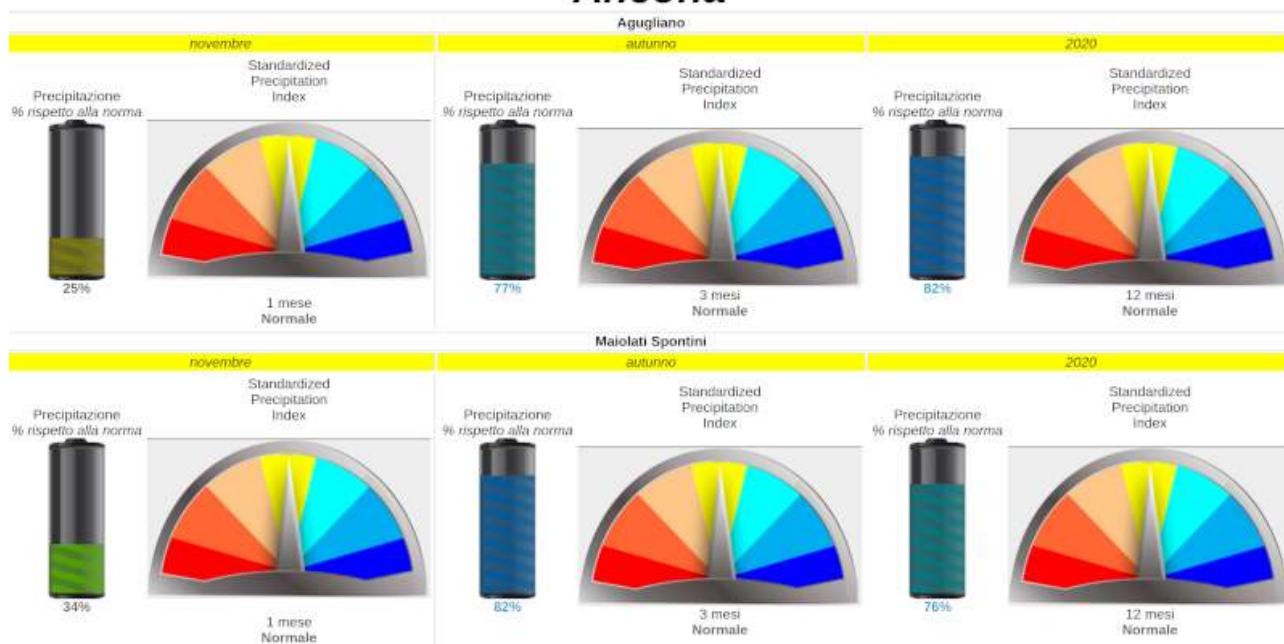 Ancona
Agugliano
novembre autunno 2020
Standardized
Precipitation
Index
Precipitazione
% rispetto alla norma
25%
1 mese
Normale
Standardized
Precipitation
Index
Precipitazione
% rispetto alla norma
77%
3 mesi
Normale
Standardized
Precipitation
Index
Precipitazione
% rispetto alla norma
82%
12 mesi
Normale
Maiolati Spontini
novembre autunno 2020
Standardized
Precipitation
Index
Precipitazione
% rispetto alla norma
34%
1 mese
Normale
Standardized
Precipitation
Index
Precipitazione
% rispetto alla norma
82%
3 mesi
Normale
Standardized
Precipitation
Index
Precipitazione
% rispetto alla norma
76%
12 mesi
Normale